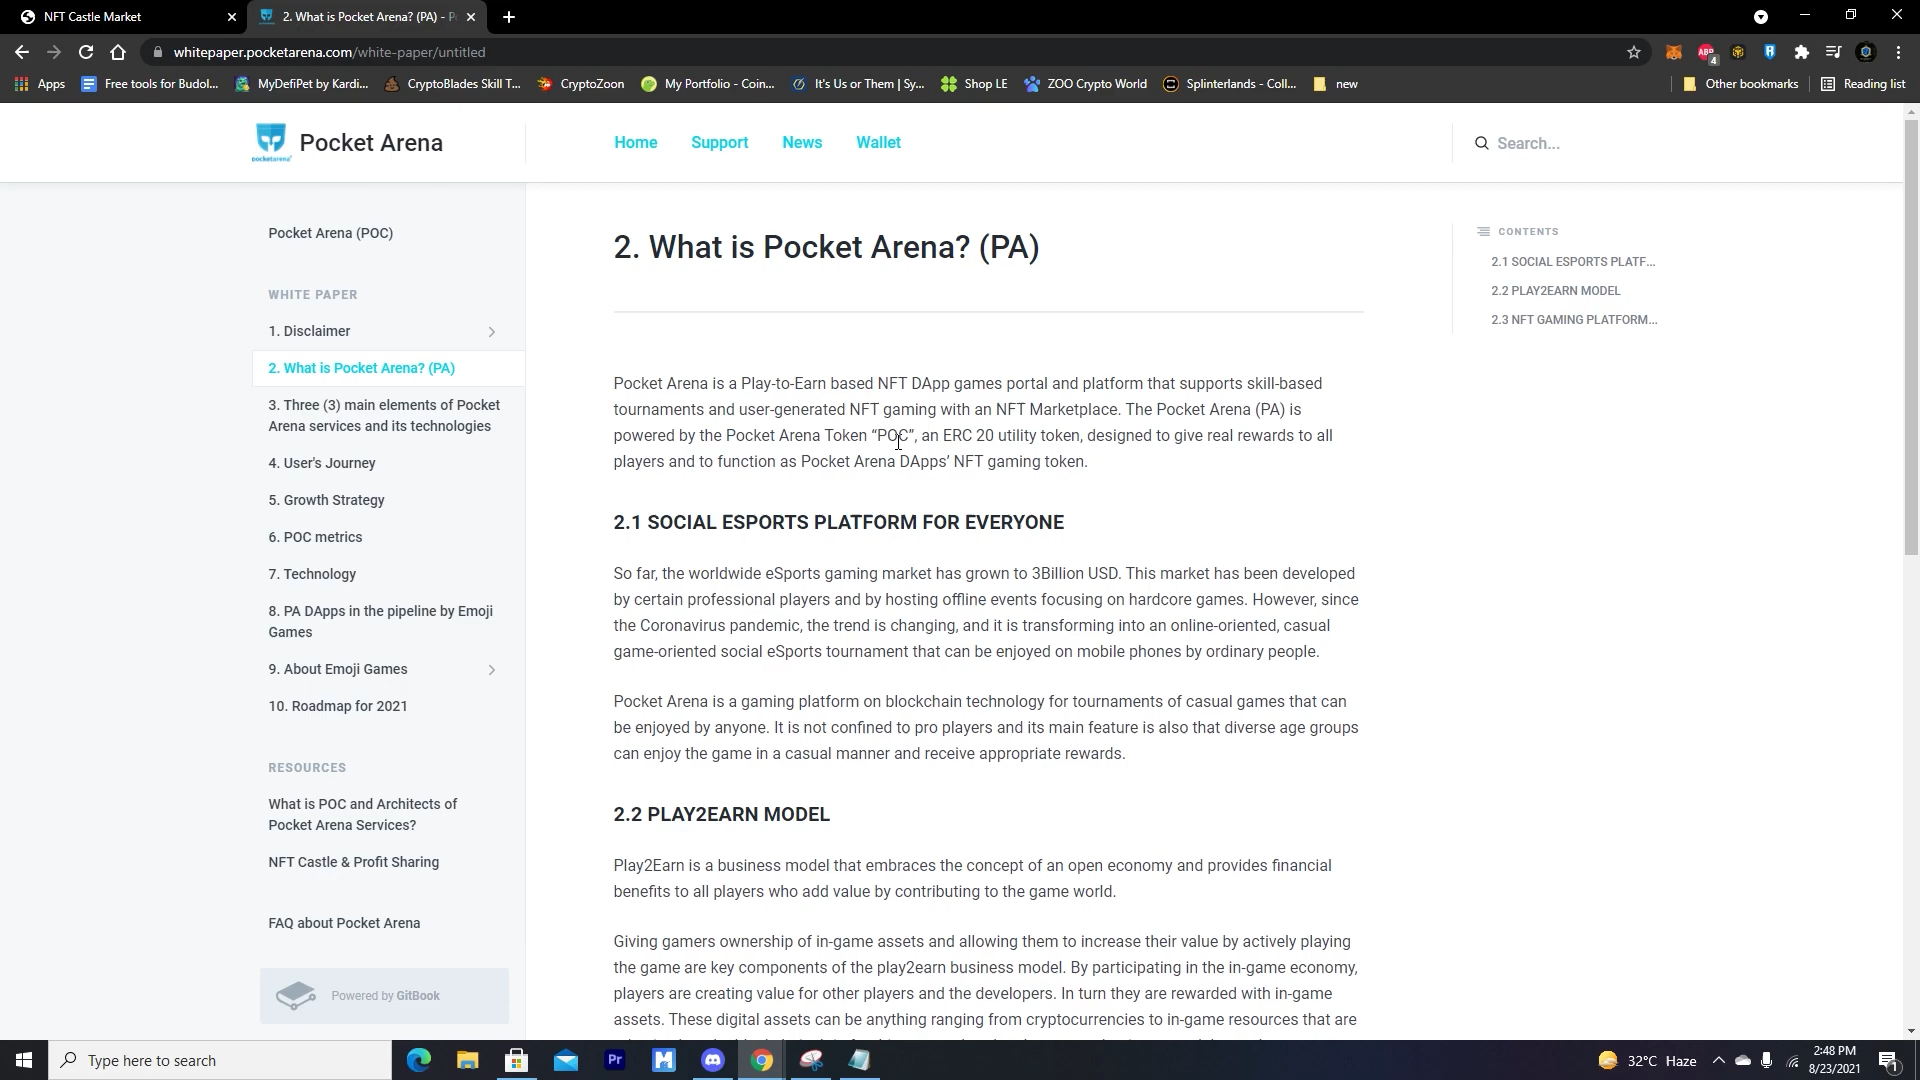 NFT Castle Market
2. What is Pocket Arena? (PA) - P
whitepaper.pocketarena.com/white-paper/untitled
ABP
4
Apps
Free tools for Budol...
MyDefiPet by Kardi...
CryptoBlades Skill T...
CryptoZoon
My Portfolio - Coin...
It's Us or Them | Sy...
Shop LE
ZOO Crypto World
Splinterlands - Coll...
new
Other bookmarks
Reading list
pocketarena
Pocket Arena
Home
Support
News
Wallet
Search...
Pocket Arena (POC)
WHITE PAPER
1. Disclaimer
2. What is Pocket Arena? (PA)
3. Three (3) main elements of Pocket
Arena services and its technologies
4. User's Journey
5. Growth Strategy
6. POC metrics
7. Technology
8. PA DApps in the pipeline by Emoji
Games
9. About Emoji Games
10. Roadmap for 2021
RESOURCES
What is POC and Architects of
Pocket Arena Services?
NFT Castle & Profit Sharing
FAQ about Pocket Arena
Powered by GitBook
2. What is Pocket Arena? (PA)
Pocket Arena is a Play-to-Earn based NFT DApp games portal and platform that supports skill-based
tournaments and user-generated NFT gaming with an NFT Marketplace. The Pocket Arena (PA) is
powered by the Pocket Arena Token “POC”, an ERC 20 utility token, designed to give real rewards to all
players and to function as Pocket Arena DApps’ NFT gaming token.
2.1 SOCIAL ESPORTS PLATFORM FOR EVERYONE
So far, the worldwide eSports gaming market has grown to 3Billion USD. This market has been developed
by certain professional players and by hosting offline events focusing on hardcore games. However, since
the Coronavirus pandemic, the trend is changing, and it is transforming into an online-oriented, casual
game-oriented social eSports tournament that can be enjoyed on mobile phones by ordinary people.
Pocket Arena is a gaming platform on blockchain technology for tournaments of casual games that can
be enjoyed by anyone. It is not confined to pro players and its main feature is also that diverse age groups
can enjoy the game in a casual manner and receive appropriate rewards.
2.2 PLAY2EARN MODEL
Play2Earn is a business model that embraces the concept of an open economy and provides financial
benefits to all players who add value by contributing to the game world.
Giving gamers ownership of in-game assets and allowing them to increase their value by actively playing
the game are key components of the play2earn business model. By participating in the in-game economy,
players are creating value for other players and the developers. In turn they are rewarded with in-game
assets. These digital assets can be anything ranging from cryptocurrencies to in-game resources that are
CONTENTS
2.1 SOCIAL ESPORTS PLATF...
2.2 PLAY2EARN MODEL
2.3 NFT GAMING PLATFORM...
Type here to search
Pr
32°C Haze
2:48 PM
8/23/2021
1